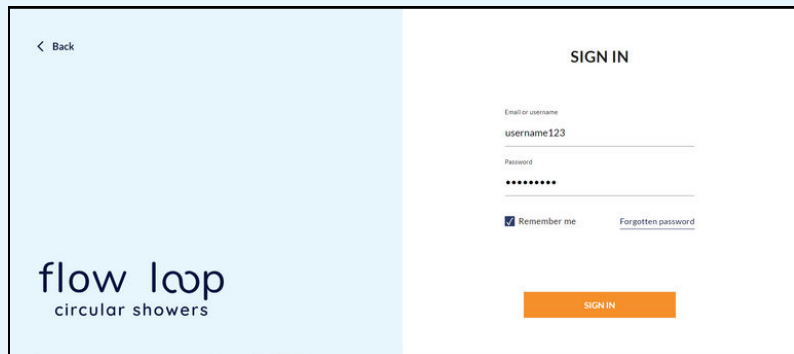 Back
SIGN IN
Email or username
username123
Password
•••••••••
Remember me
Forgotten password
flow loop
circular showers
SIGN IN